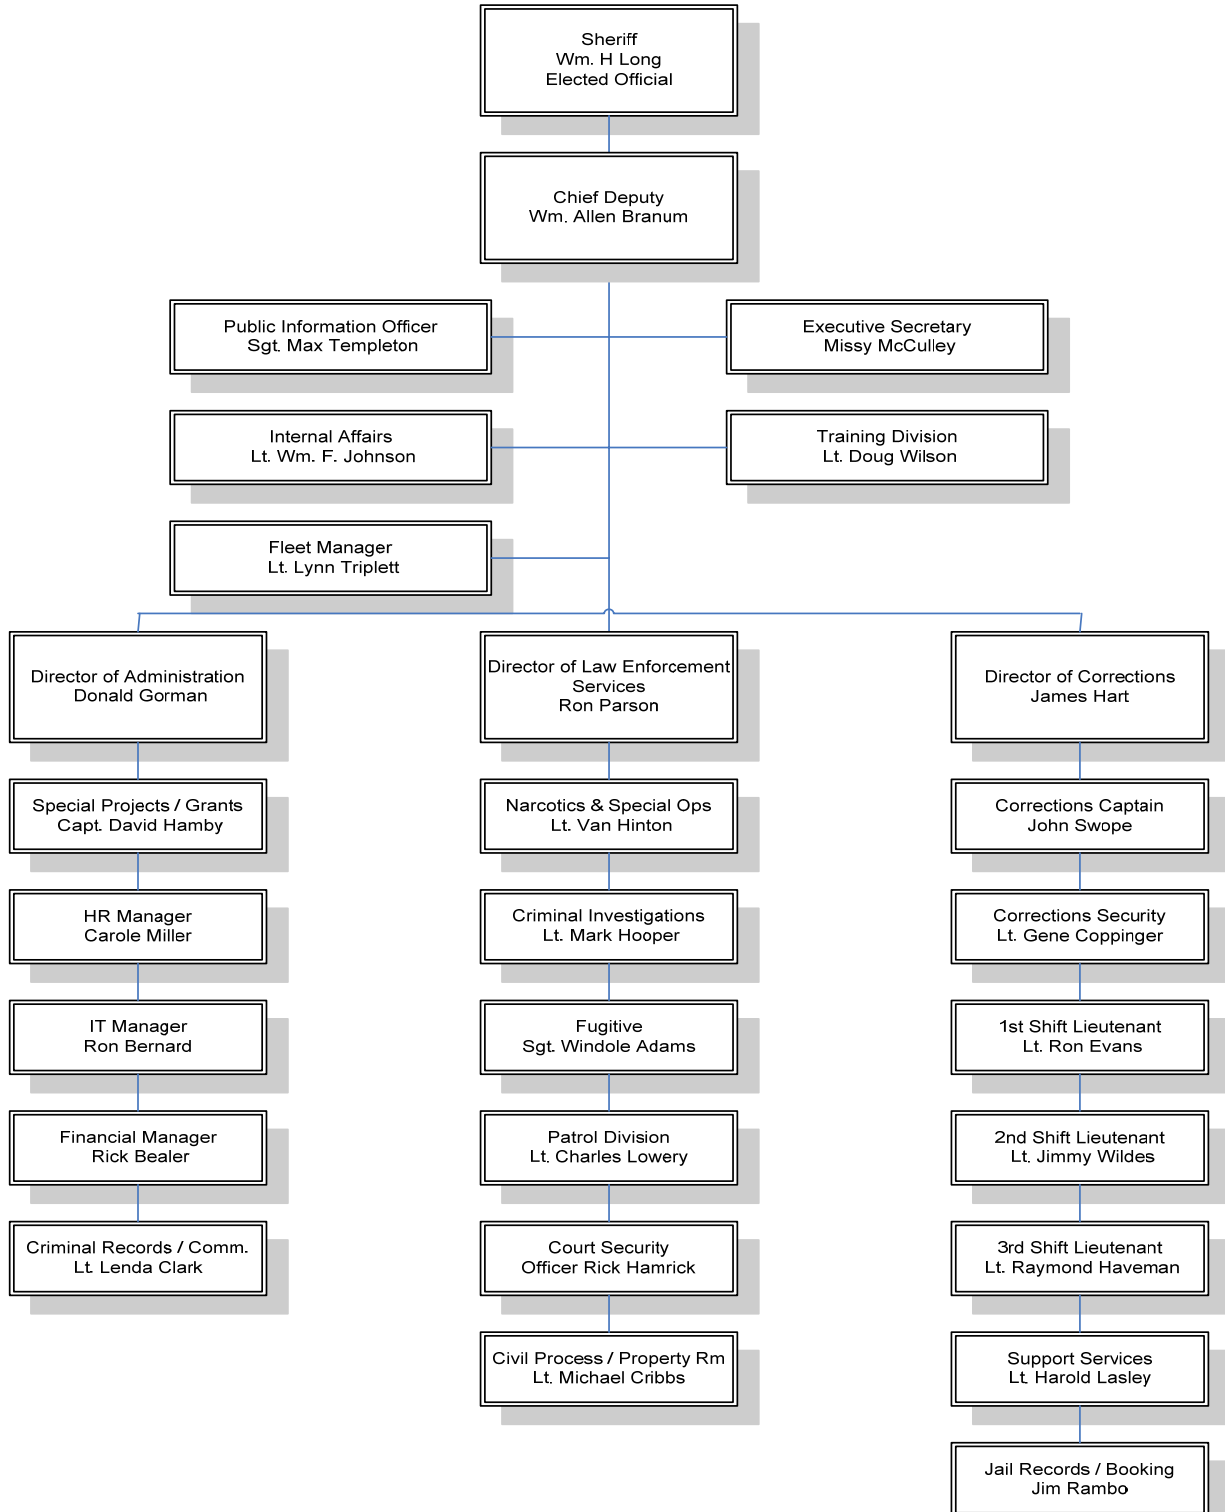 Sheriff
Wm. H Long
Elected Official
Chief Deputy
Wm. Allen Branum
Public Information Officer
Sgt. Max Templeton
Executive Secretary
Missy McCulley
Internal Affairs
Lt. Wm. F. Johnson
Training Division
Lt. Doug Wilson
Fleet Manager
Lt. Lynn Triplett
Director of Administration
Donald Gorman
Special Projects / Grants
Capt. David Hamby
HR Manager
Carole Miller
IT Manager
Ron Bernard
Financial Manager
Rick Bealer
Criminal Records / Comm.
Lt. Lenda Clark
Director of Law Enforcement
Services
Ron Parson
Narcotics & Special Ops
Lt. Van Hinton
Criminal Investigations
Lt. Mark Hooper
Fugitive
Sgt. Windole Adams
Patrol Division
Lt. Charles Lowery
Court Security
Officer Rick Hamrick
Civil Process / Property Rm
Lt. Michael Cribbs
Director of Corrections
James Hart
Corrections Captain
John Swope
Corrections Security
Lt. Gene Coppinger
1st Shift Lieutenant
Lt. Ron Evans
2nd Shift Lieutenant
Lt. Jimmy Wildes
3rd Shift Lieutenant
Lt. Raymond Haveman
Support Services
Lt. Harold Lasley
Jail Records / Booking
Jim Rambo